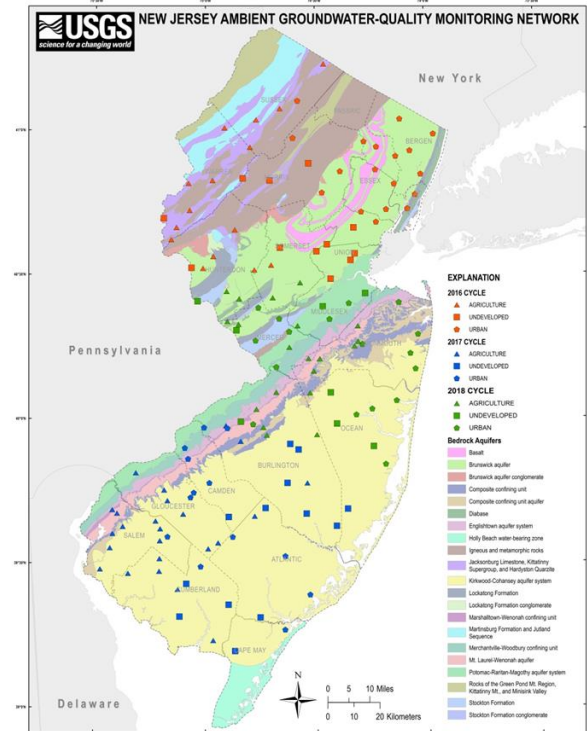 USGS
science for a changing world
NEW JERSEY AMBIENT GROUNDWATER-QUALITY MONITORING NETWORK
New York
SUSSEX
PASSAIC
BERGEN
WARREN
MORRIS
ESSEX
UNION
SOMERSET
HUNTERDON
MIDDLESEX
MERCER
MONMOUTH
Pennsylvania
OCEAN
BURLINGTON
CAMDEN
GLOUCESTER
SALEM
ATLANTIC
CUMBERLAND
CAPE MAY
Delaware
EXPLANATION
2016 CYCLE
AGRICULTURE
UNDEVELOPED
URBAN
2017 CYCLE
AGRICULTURE
UNDEVELOPED
URBAN
2018 CYCLE
AGRICULTURE
UNDEVELOPED
URBAN
Bedrock Aquifers
Basalt
Brunswick aquifer
Brunswick aquifer conglomerate
Composite confining unit
Composite confining unit aquifer
Diabase
Englishtown aquifer system
Holly Beach water-bearing zone
Igneous and metamorphic rocks
Jacksonburg Limestone, Kittatinny
Supergroup, and Hardyston Quartzite
Kirkwood-Cohansey aquifer system
Lockatong Formation
Lockatong Formation conglomerate
Marshalltown-Wenonah confining unit
Martinsburg Formation and Jutland
Sequence
Merchantville-Woodbury confining unit
Mt. Laurel-Wenonah aquifer
Potomac-Raritan-Magothy aquifer system
Rocks of the Green Pond Mt. Region,
Kittatinny Mt., and Minisink Valley
Stockton Formation
Stockton Formation conglomerate
N
0 5 10 Miles
0 10 20 Kilometers